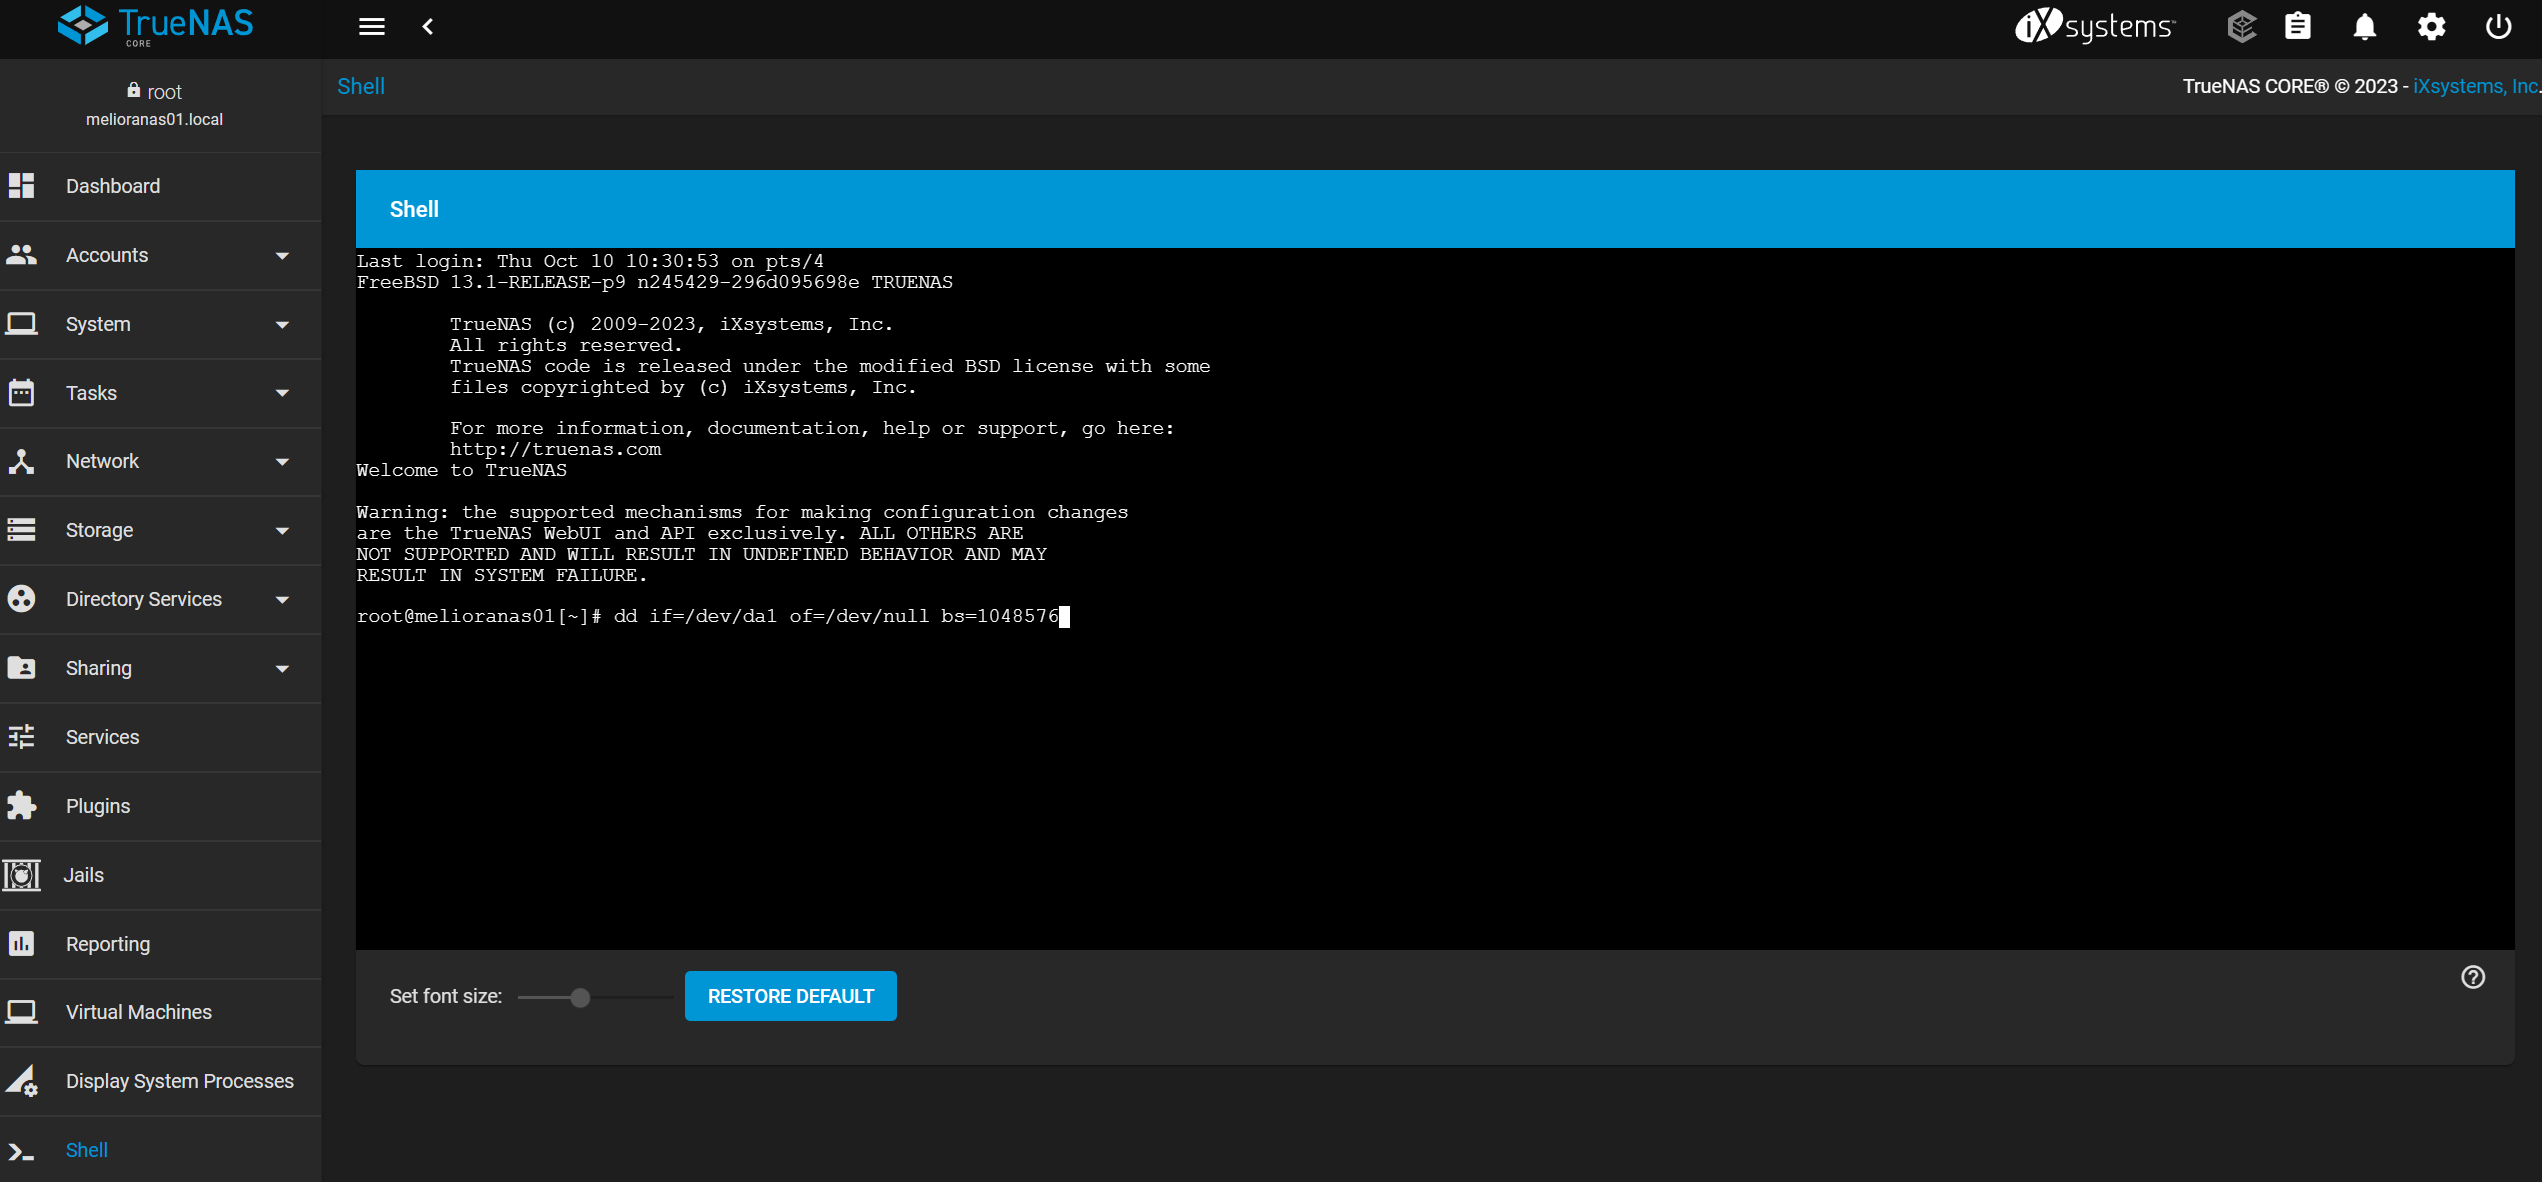 TrueNAS
CORE
iXsystems™
root
melioranas01.local
Shell
TrueNAS CORE® © 2023 - iXsystems, Inc.
Dashboard
Accounts
System
Tasks
Network
Storage
Directory Services
Sharing
Services
Plugins
Jails
Reporting
Virtual Machines
Display System Processes
Shell
Shell
Last login: Thu Oct 10 10:30:53 on pts/4
FreeBSD 13.1-RELEASE-p9 n245429-296d095698e TRUENAS
TrueNAS (c) 2009-2023, iXsystems, Inc.
All rights reserved.
TrueNAS code is released under the modified BSD license with some
files copyrighted by (c) iXsystems, Inc.
For more information, documentation, help or support, go here:
http://truenas.com
Welcome to TrueNAS
Warning: the supported mechanisms for making configuration changes
are the TrueNAS WebUI and API exclusively. ALL OTHERS ARE
NOT SUPPORTED AND WILL RESULT IN UNDEFINED BEHAVIOR AND MAY
RESULT IN SYSTEM FAILURE.
root@melioranas01[~]# dd if=/dev/da1 of=/dev/null bs=1048576
Set font size:
RESTORE DEFAULT